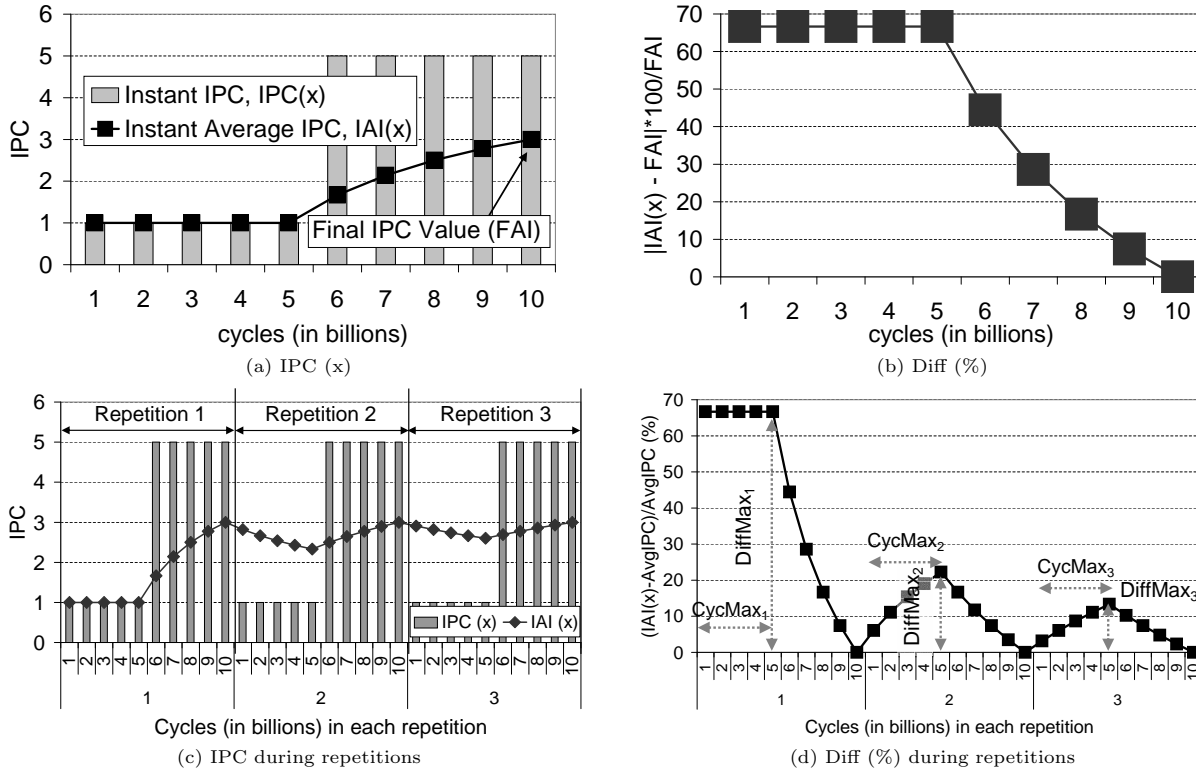 6
5
4
3
2
1
0
IPC
Instant IPC, IPC(x)
Instant Average IPC, IAI(x)
Final IPC Value (FAI)
1 2 3 4 5 6 7 8 9 10
cycles (in billions)
(a) IPC (x)
70
60
50
40
30
20
10
0
|IAI(x) - FAI|*100/FAI
1 2 3 4 5 6 7 8 9 10
cycles (in billions)
(b) Diff (%)
6
5
4
3
2
1
0
IPC
Repetition 1 Repetition 2 Repetition 3
IPC (x) IAI (x)
1 2 3 4 5 6 7 8 9 10 1 2 3 4 5 6 7 8 9 10 1 2 3 4 5 6 7 8 9 10
1 2 3
Cycles (in billions) in each repetition
(c) IPC during repetitions
70
60
50
40
30
20
10
0
(IAI(x)-AvgIPC)/AvgIPC (%)
DiffMax1
CycMax1
CycMax2
DiffMax2
CycMax3
DiffMax3
1 2 3 4 5 6 7 8 9 10 1 2 3 4 5 6 7 8 9 10 1 2 3 4 5 6 7 8 9 10
1 2 3
Cycles (in billions) in each repetition
(d) Diff (%) during repetitions